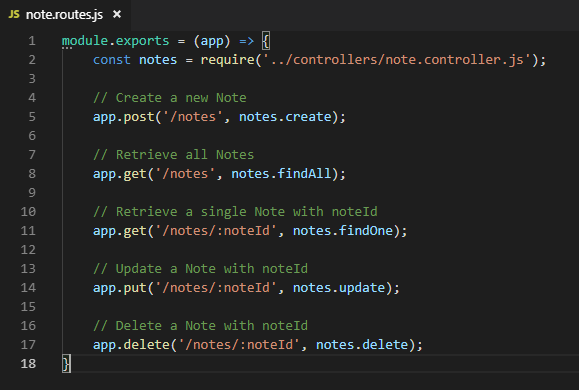 JS note.routes.js ×
1 module.exports = (app) => {
2     const notes = require('../controllers/note.controller.js');
3
4     // Create a new Note
5     app.post('/notes', notes.create);
6
7     // Retrieve all Notes
8     app.get('/notes', notes.findAll);
9
10     // Retrieve a single Note with noteId
11     app.get('/notes/:noteId', notes.findOne);
12
13     // Update a Note with noteId
14     app.put('/notes/:noteId', notes.update);
15
16     // Delete a Note with noteId
17     app.delete('/notes/:noteId', notes.delete);
18 }